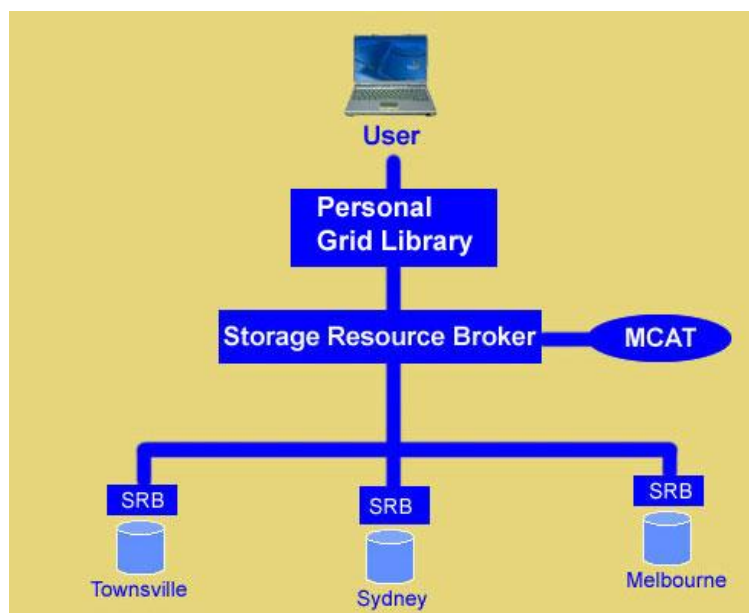 User
Personal
Grid Library
Storage Resource Broker
MCAT
SRB
SRB
SRB
Townsville
Sydney
Melbourne